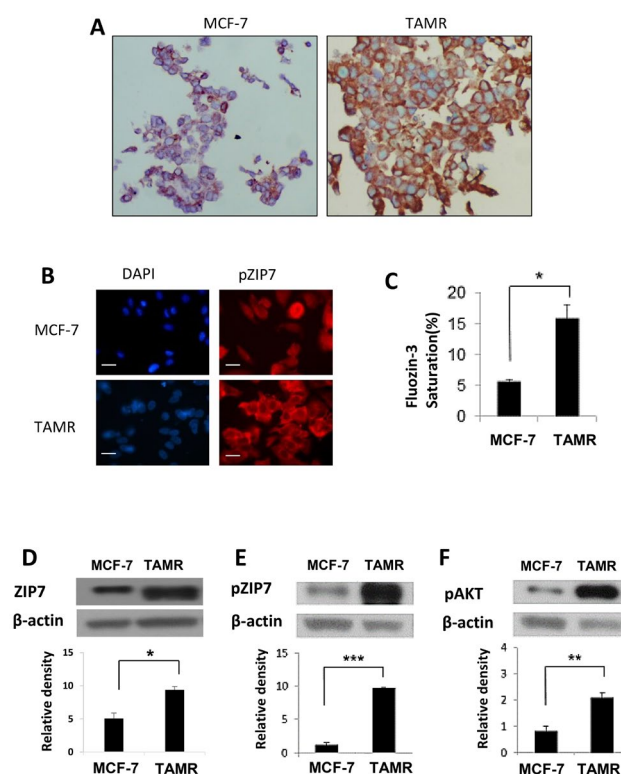 MCF-7 TAMR
A
B
DAPI pZIP7
MCF-7
TAMR
C
*
Fluozin-3
Saturation(%)
20
15
10
5
0
MCF-7 TAMR
D
MCF-7 TAMR
ZIP7
β-actin
Relative density
15
10
5
0
*
MCF-7 TAMR
E
MCF-7 TAMR
pZIP7
β-actin
Relative density
15
10
5
0
***
MCF-7 TAMR
F
MCF-7 TAMR
pAKT
β-actin
Relative density
4
3
2
1
0
**
MCF-7 TAMR